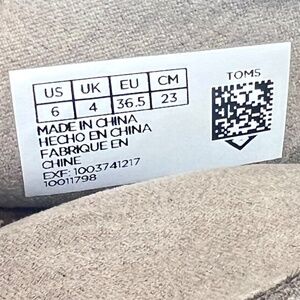 US UK EU CM TOMS
6 4 36.5 23
MADE IN CHINA
HECHO EN CHINA
FABRIQUE EN
CHINE
EXF: 1003741217
10011798